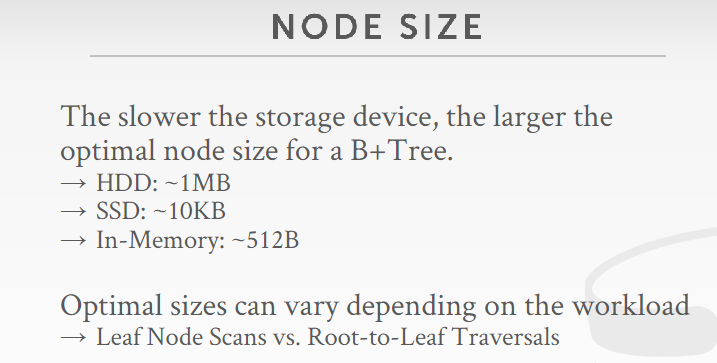 NODE SIZE
The slower the storage device, the larger the
optimal node size for a B+Tree.
→ HDD: ~1MB
→ SSD: ~10KB
→ In-Memory: ~512B
Optimal sizes can vary depending on the workload
→ Leaf Node Scans vs. Root-to-Leaf Traversals